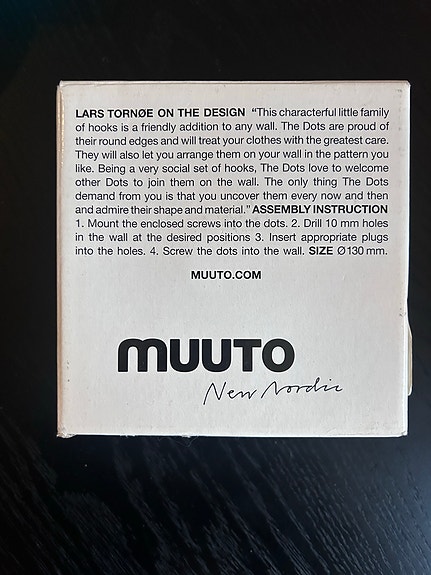 LARS TORNØE ON THE DESIGN "This characterful little family
of hooks is a friendly addition to any wall. The Dots are proud of
their round edges and will treat your clothes with the greatest care.
They will also let you arrange them on your wall in the pattern you
like. Being a very social set of hooks, The Dots love to welcome
other Dots to join them on the wall. The only thing The Dots
demand from you is that you uncover them every now and then
and admire their shape and material." ASSEMBLY INSTRUCTION
1. Mount the enclosed screws into the dots. 2. Drill 10 mm holes
in the wall at the desired positions 3. Insert appropriate plugs
into the holes. 4. Screw the dots into the wall. SIZE Ø130 mm.
MUUTO.COM
MUUTO
New Nordic